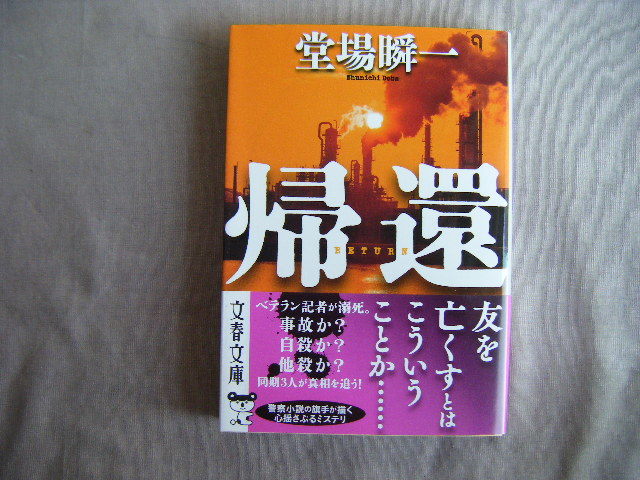 堂場瞬一
Shunichi Doba
帰還
RETURN
友を
亡くすとは
こういう
ことか……
ベテラン記者が溺死。
事故か?
自殺か?
他殺か?
同期3人が真相を追う!
警察小説の旗手が描く
心揺さぶるミステリ
文春文庫